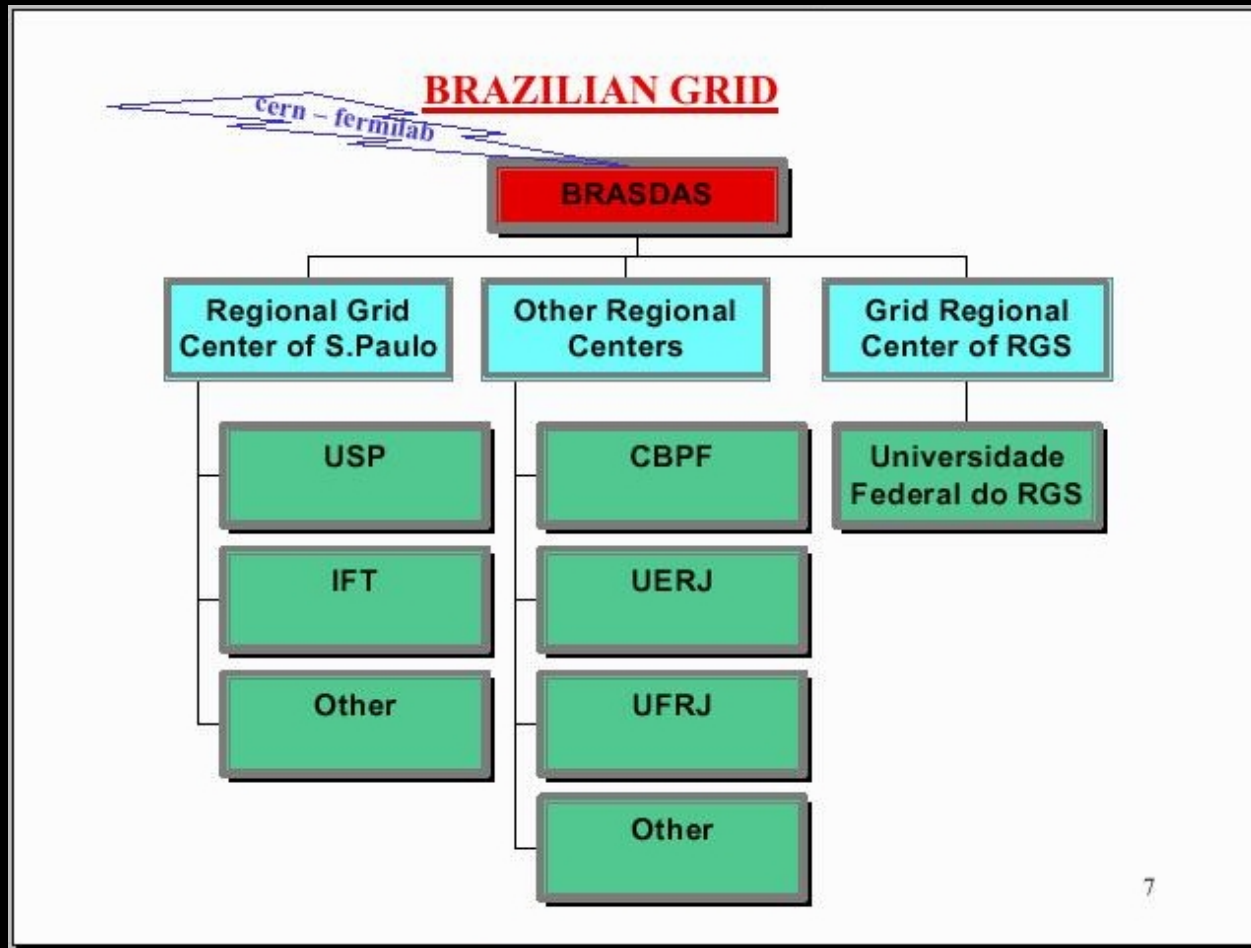 BRAZILIAN GRID
cern – fermilab
BRASDAS
Regional Grid
Center of S.Paulo
Other Regional
Centers
Grid Regional
Center of RGS
USP
CBPF
Universidade
Federal do RGS
IFT
UERJ
Other
UFRJ
Other
7